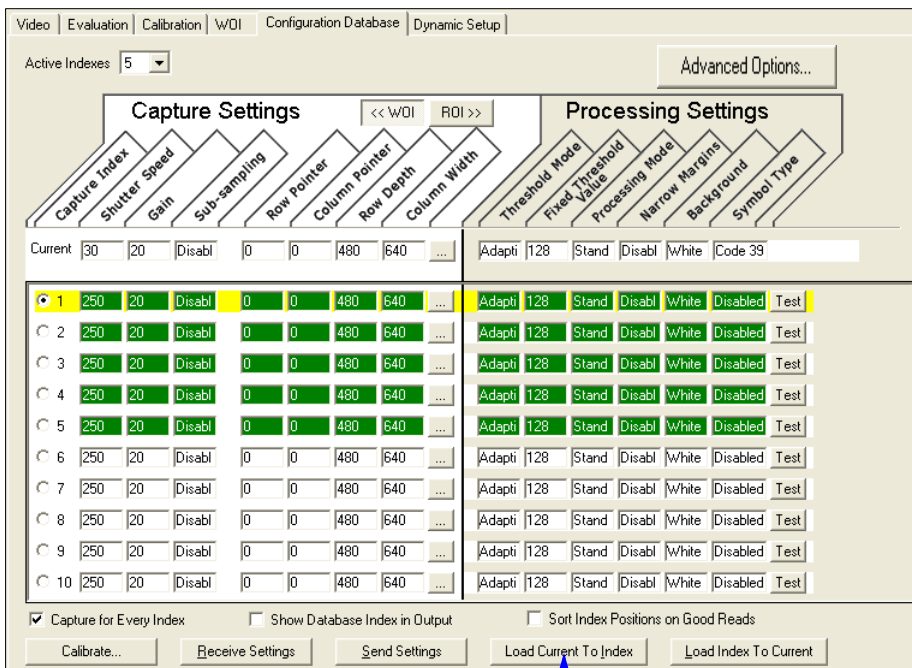 Video Evaluation Calibration WOI Configuration Database Dynamic Setup
Active Indexes 5 Advanced Options...
Capture Settings << WOI ROI >> Processing Settings
Capture Index Shutter Speed Gain Sub-sampling Row Pointer Column Pointer Row Depth Column Width Threshold Mode Fixed Threshold Value Processing Mode Narrow Margins Background Symbol Type
Current 30 20 Disabl 0 0 480 640 ... Adapti 128 Stand Disabl White Code 39
1 250 20 Disabl 0 0 480 640 ... Adapti 128 Stand Disabl White Disabled Test
2 250 20 Disabl 0 0 480 640 ... Adapti 128 Stand Disabl White Disabled Test
3 250 20 Disabl 0 0 480 640 ... Adapti 128 Stand Disabl White Disabled Test
4 250 20 Disabl 0 0 480 640 ... Adapti 128 Stand Disabl White Disabled Test
5 250 20 Disabl 0 0 480 640 ... Adapti 128 Stand Disabl White Disabled Test
6 250 20 Disabl 0 0 480 640 ... Adapti 128 Stand Disabl White Disabled Test
7 250 20 Disabl 0 0 480 640 ... Adapti 128 Stand Disabl White Disabled Test
8 250 20 Disabl 0 0 480 640 ... Adapti 128 Stand Disabl White Disabled Test
9 250 20 Disabl 0 0 480 640 ... Adapti 128 Stand Disabl White Disabled Test
10 250 20 Disabl 0 0 480 640 ... Adapti 128 Stand Disabl White Disabled Test
Capture for Every Index Show Database Index in Output Sort Index Positions on Good Reads
Calibrate... Receive Settings Send Settings Load Current To Index Load Index To Current